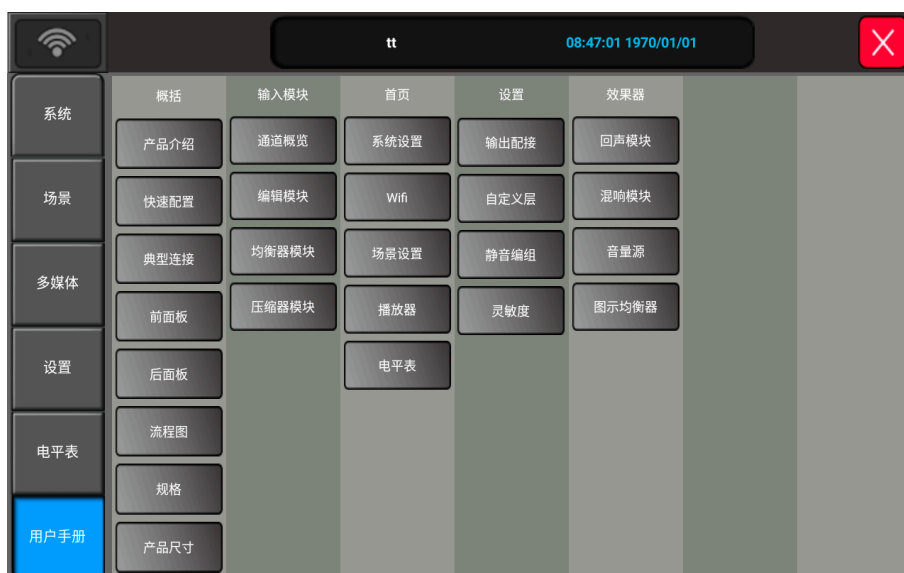 tt
08:47:01 1970/01/01
系统
场景
多媒体
设置
电平表
用户手册
概括
产品介绍
快速配置
典型连接
前面板
后面板
流程图
规格
产品尺寸
输入模块
通道概览
编辑模块
均衡器模块
压缩器模块
首页
系统设置
Wifi
场景设置
播放器
电平表
设置
输出配接
自定义层
静音编组
灵敏度
效果器
回声模块
混响模块
音量源
图示均衡器